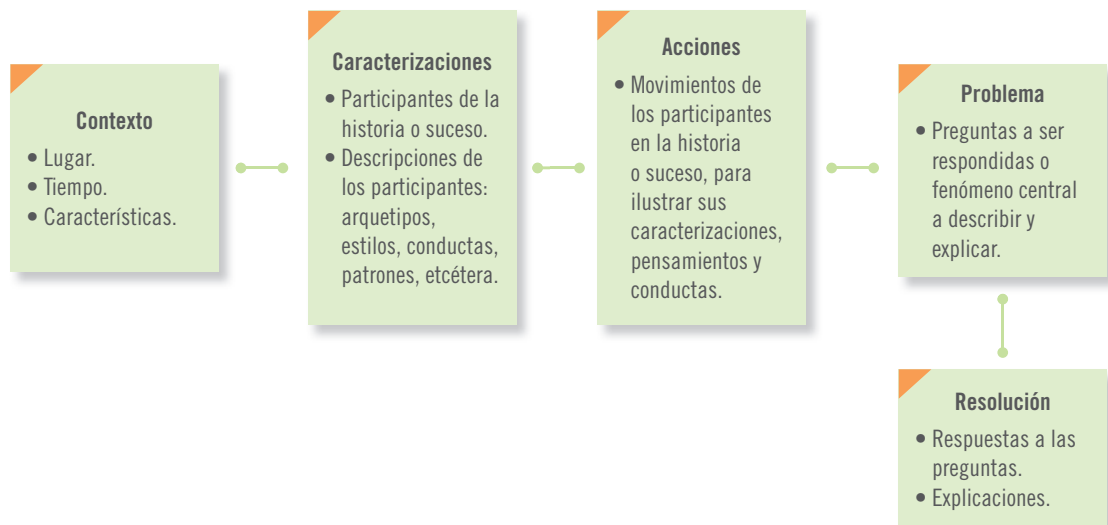 Contexto
• Lugar.
• Tiempo.
• Características.
Caracterizaciones
• Participantes de la
historia o suceso.
• Descripciones de
los participantes:
arquetipos,
estilos, conductas,
patrones, etcétera.
Acciones
• Movimientos de
los participantes
en la historia
o suceso, para
ilustrar sus
caracterizaciones,
pensamientos y
conductas.
Problema
• Preguntas a ser
respondidas o
fenómeno central
a describir y
explicar.
Resolución
• Respuestas a las
preguntas.
• Explicaciones.